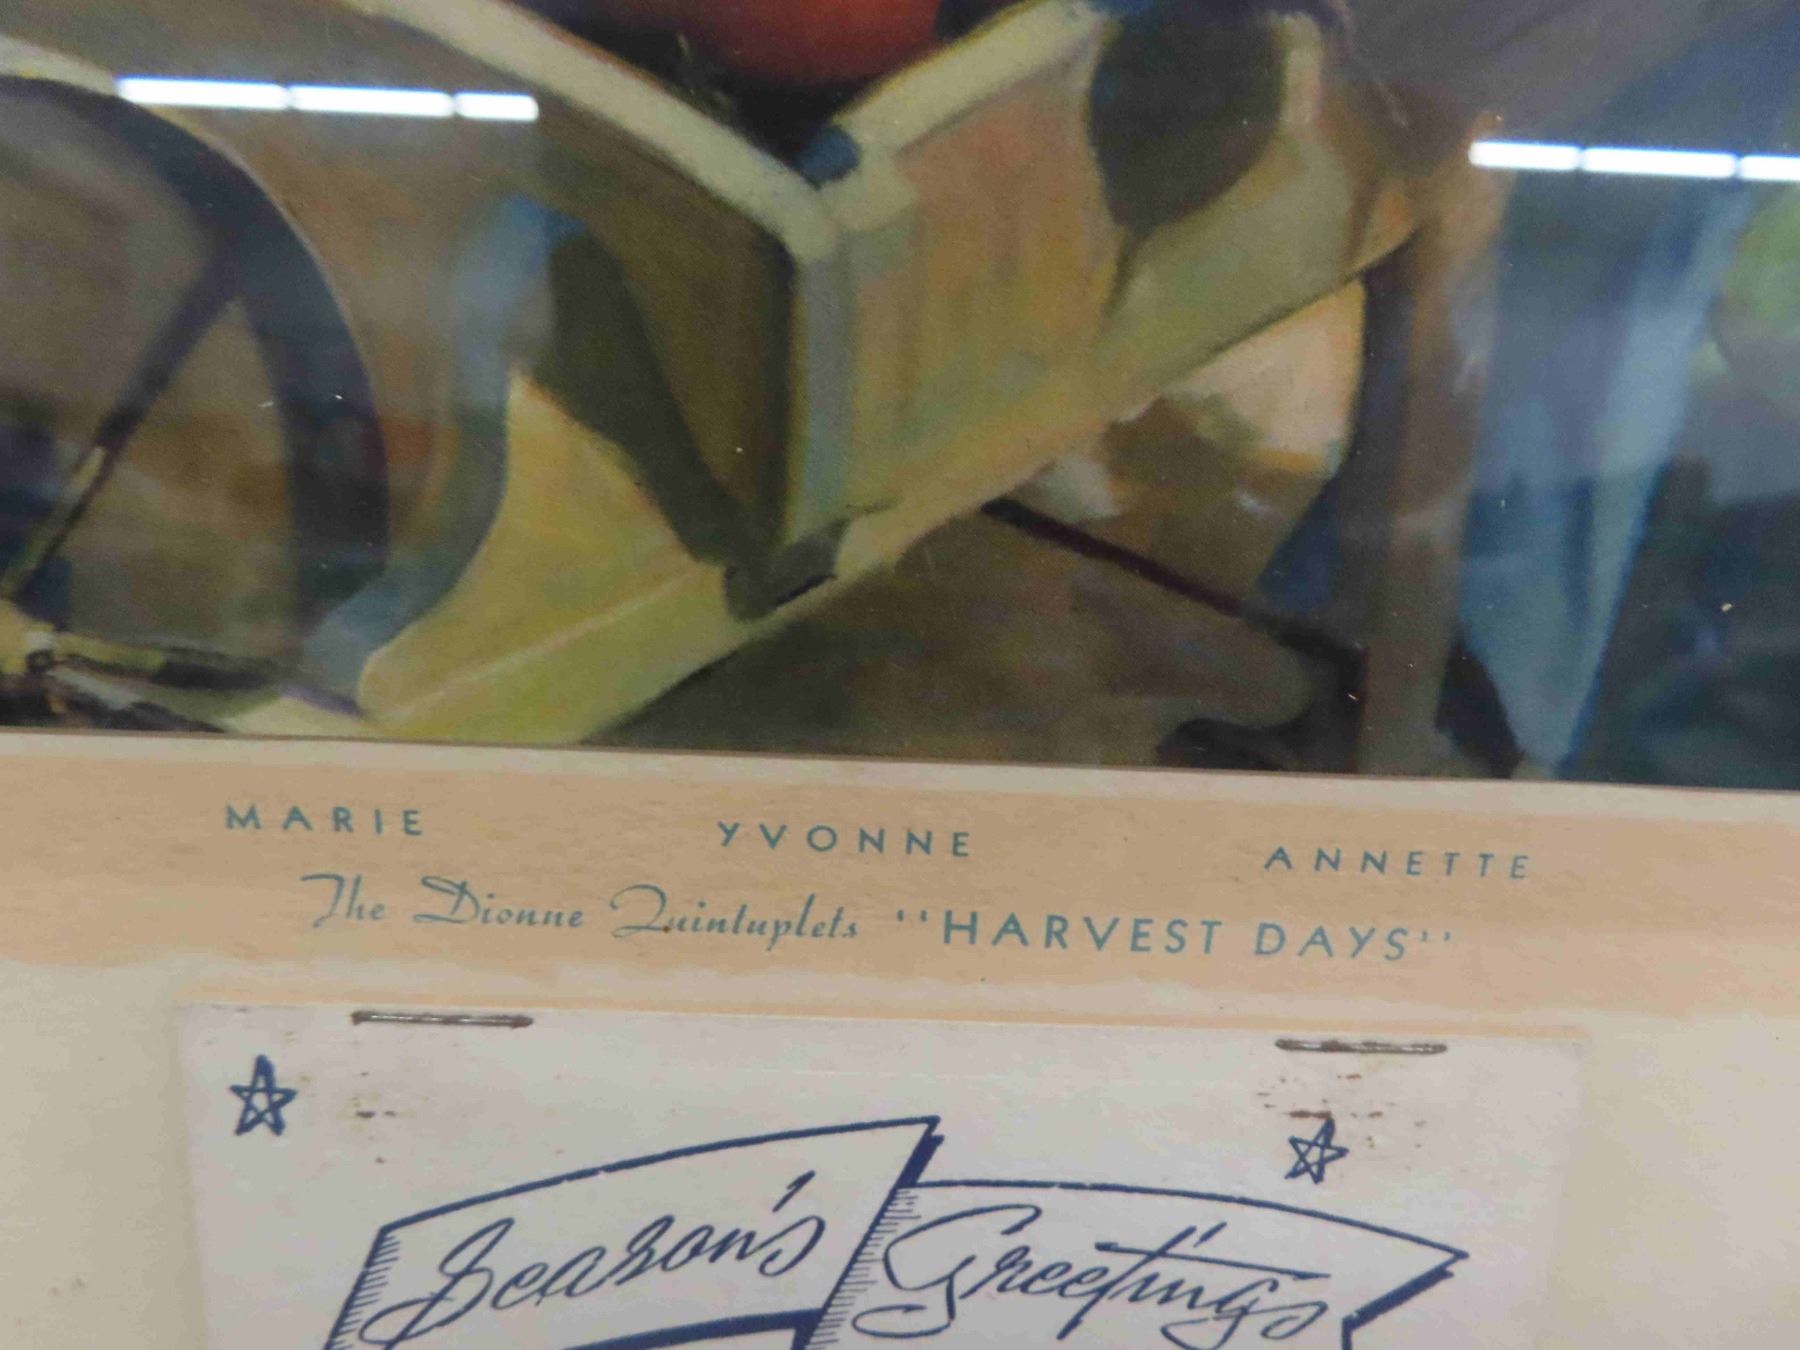 MARIE YVONNE ANNETTE
The Dionne Quintuplets "HARVEST DAYS"
Season's Greetings